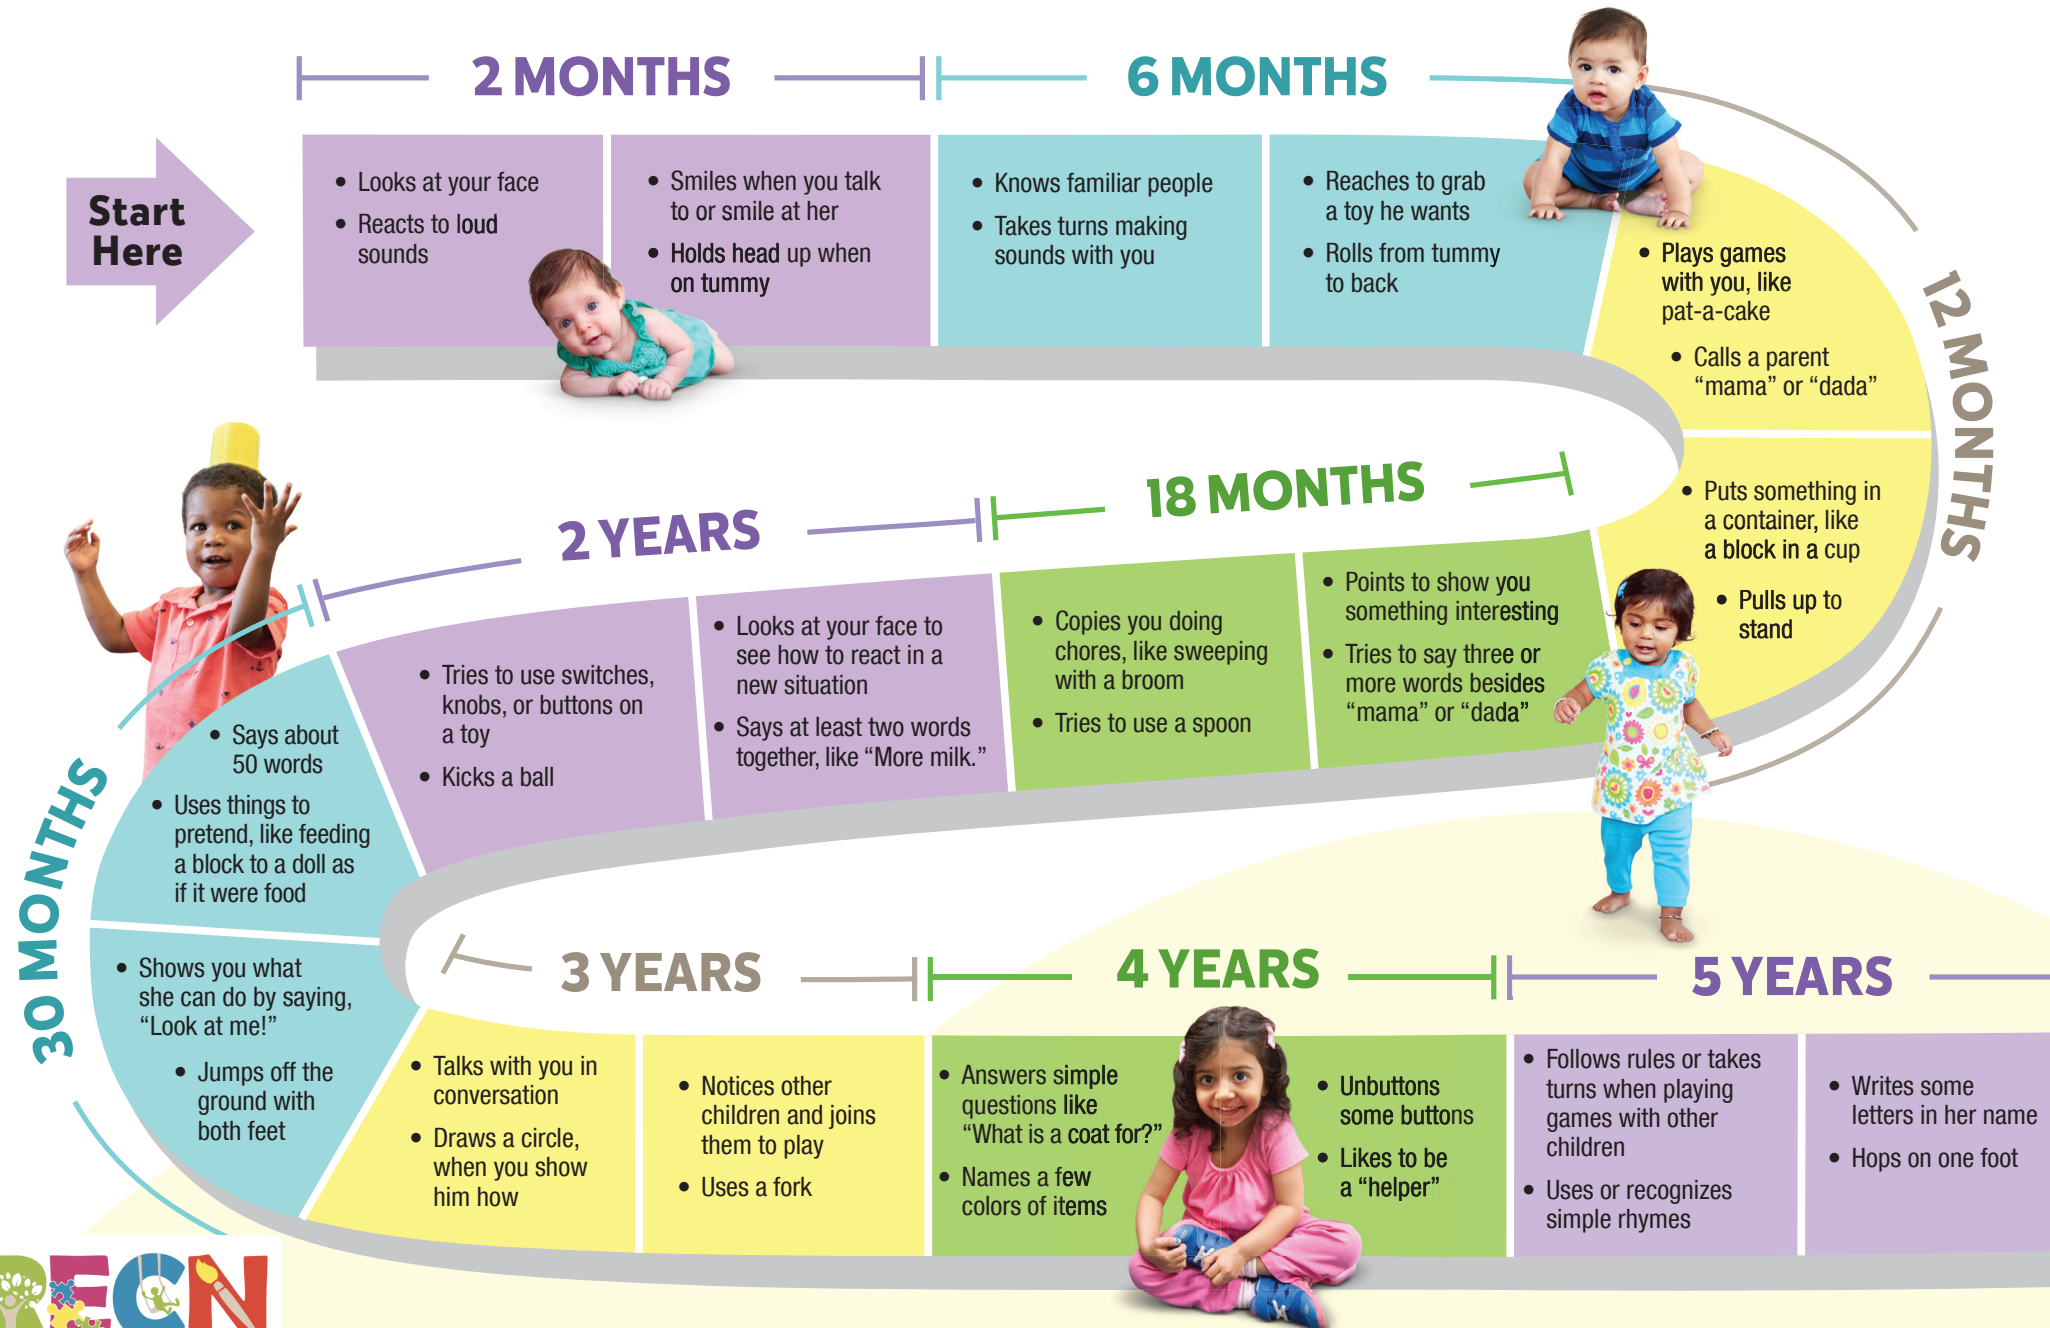 Start
Here
2 MONTHS
• Looks at your face
• Reacts to loud
sounds
• Smiles when you talk
to or smile at her
• Holds head up when
on tummy
6 MONTHS
• Knows familiar people
• Takes turns making
sounds with you
• Reaches to grab
a toy he wants
• Rolls from tummy
to back
12 MONTHS
• Plays games
with you, like
pat-a-cake
• Calls a parent
“mama” or “dada”
• Puts something in
a container, like
a block in a cup
• Pulls up to
stand
18 MONTHS
• Points to show you
something interesting
• Tries to say three or
more words besides
“mama” or “dada”
• Copies you doing
chores, like sweeping
with a broom
• Tries to use a spoon
2 YEARS
• Looks at your face to
see how to react in a
new situation
• Says at least two words
together, like “More milk.”
• Tries to use switches,
knobs, or buttons on
a toy
• Kicks a ball
30 MONTHS
• Says about
50 words
• Uses things to
pretend, like feeding
a block to a doll as
if it were food
• Shows you what
she can do by saying,
“Look at me!”
• Jumps off the
ground with
both feet
3 YEARS
• Talks with you in
conversation
• Draws a circle,
when you show
him how
• Notices other
children and joins
them to play
• Uses a fork
4 YEARS
• Answers simple
questions like
“What is a coat for?”
• Names a few
colors of items
• Unbuttons
some buttons
• Likes to be
a “helper”
5 YEARS
• Follows rules or takes
turns when playing
games with other
children
• Uses or recognizes
simple rhymes
• Writes some
letters in her name
• Hops on one foot
RECN